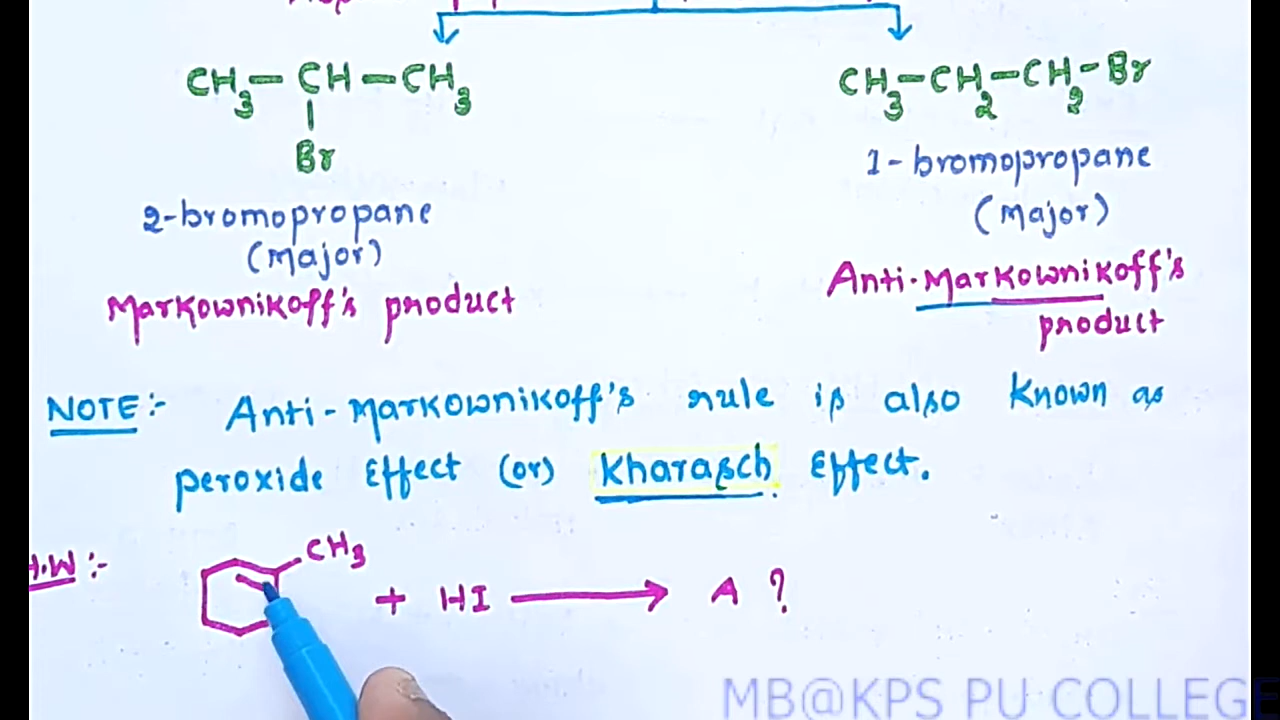 CH3 – CH – CH3
Br
2-bromopropane
(Major)
Markownikoff's product
CH3 – CH2 – CH2 – Br
1-bromopropane
(Major)
Anti-Markownikoff's
product
NOTE:- Anti-Markownikoff's rule is also known as
peroxide Effect (or) Kharasch Effect.
H.W:-
CH3
+ HI ⟶ A ?
MB@KPS PU COLLEGE